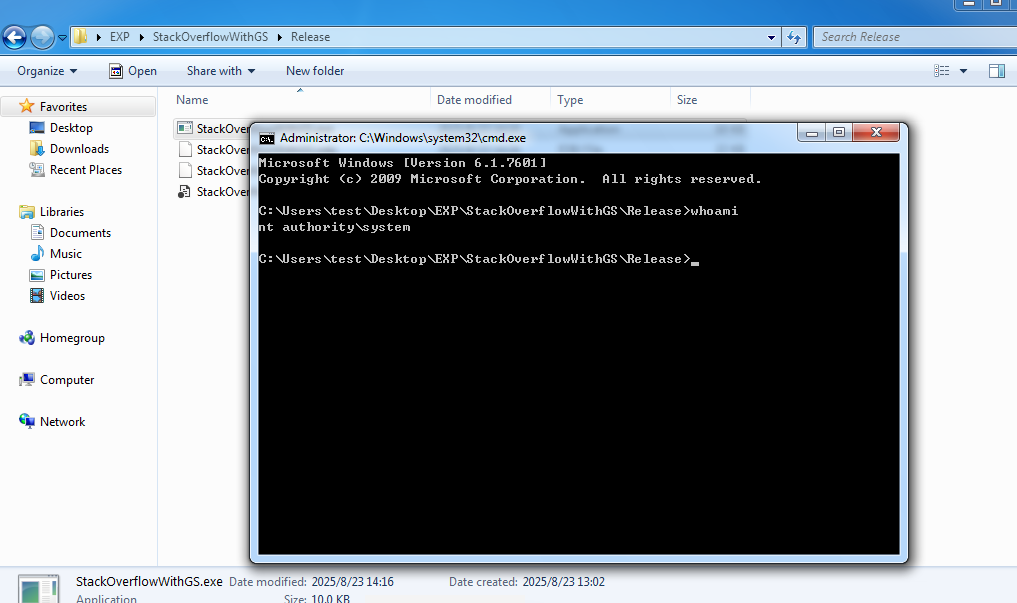 EXP StackOverflowWithGS Release
Search Release
Organize Open Share with New folder
Name Date modified Type Size
Favorites
Desktop
Downloads
Recent Places
Libraries
Documents
Music
Pictures
Videos
Homegroup
Computer
Network
StackOver
StackOver
StackOver
StackOver
Administrator: C:\Windows\system32\cmd.exe
Microsoft Windows [Version 6.1.7601]
Copyright (c) 2009 Microsoft Corporation.  All rights reserved.
C:\Users\test\Desktop\EXP\StackOverflowWithGS\Release>whoami
nt authority\system
C:\Users\test\Desktop\EXP\StackOverflowWithGS\Release>
StackOverflowWithGS.exe Date modified: 2025/8/23 14:16 Date created: 2025/8/23 13:02
Application Size: 10.0 KB